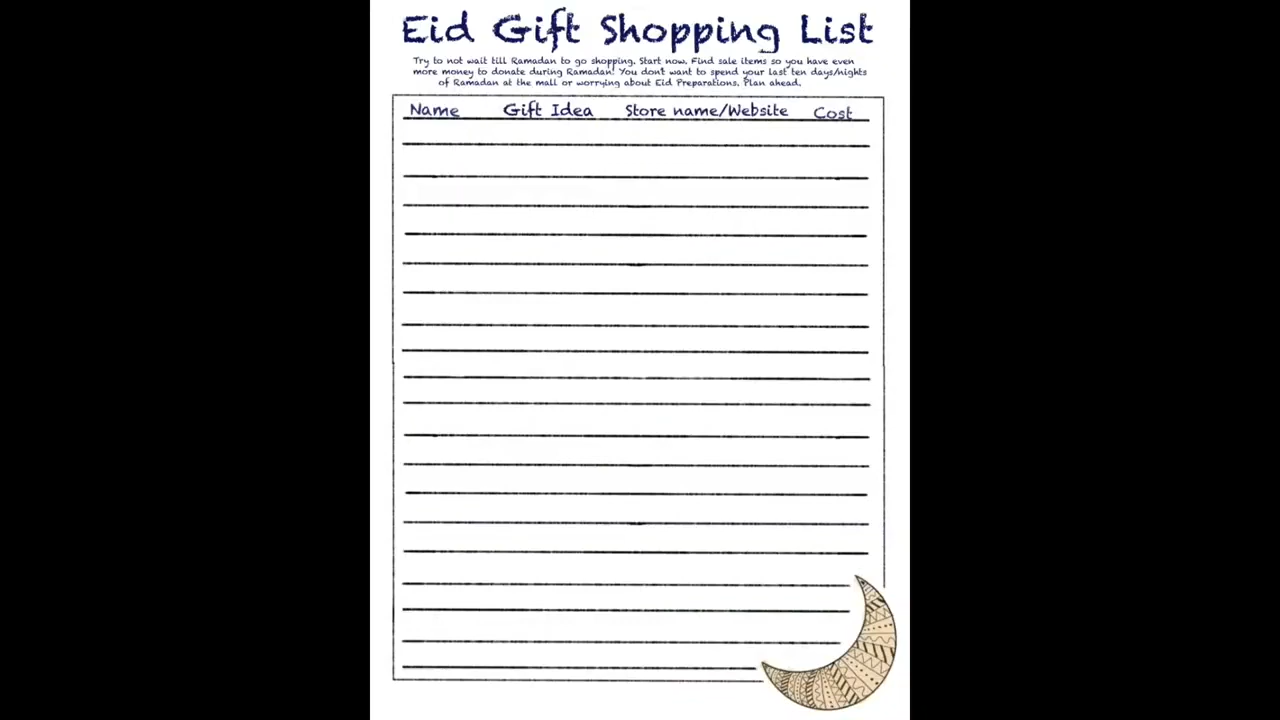 Eid Gift Shopping List
Try to not wait till Ramadan to go shopping. Start now. Find sale items so you have even
more money to donate during Ramadan! You don't want to spend your last ten days/nights
of Ramadan at the mall or worrying about Eid Preparations. Plan ahead.
Name Gift Idea Store name/Website Cost